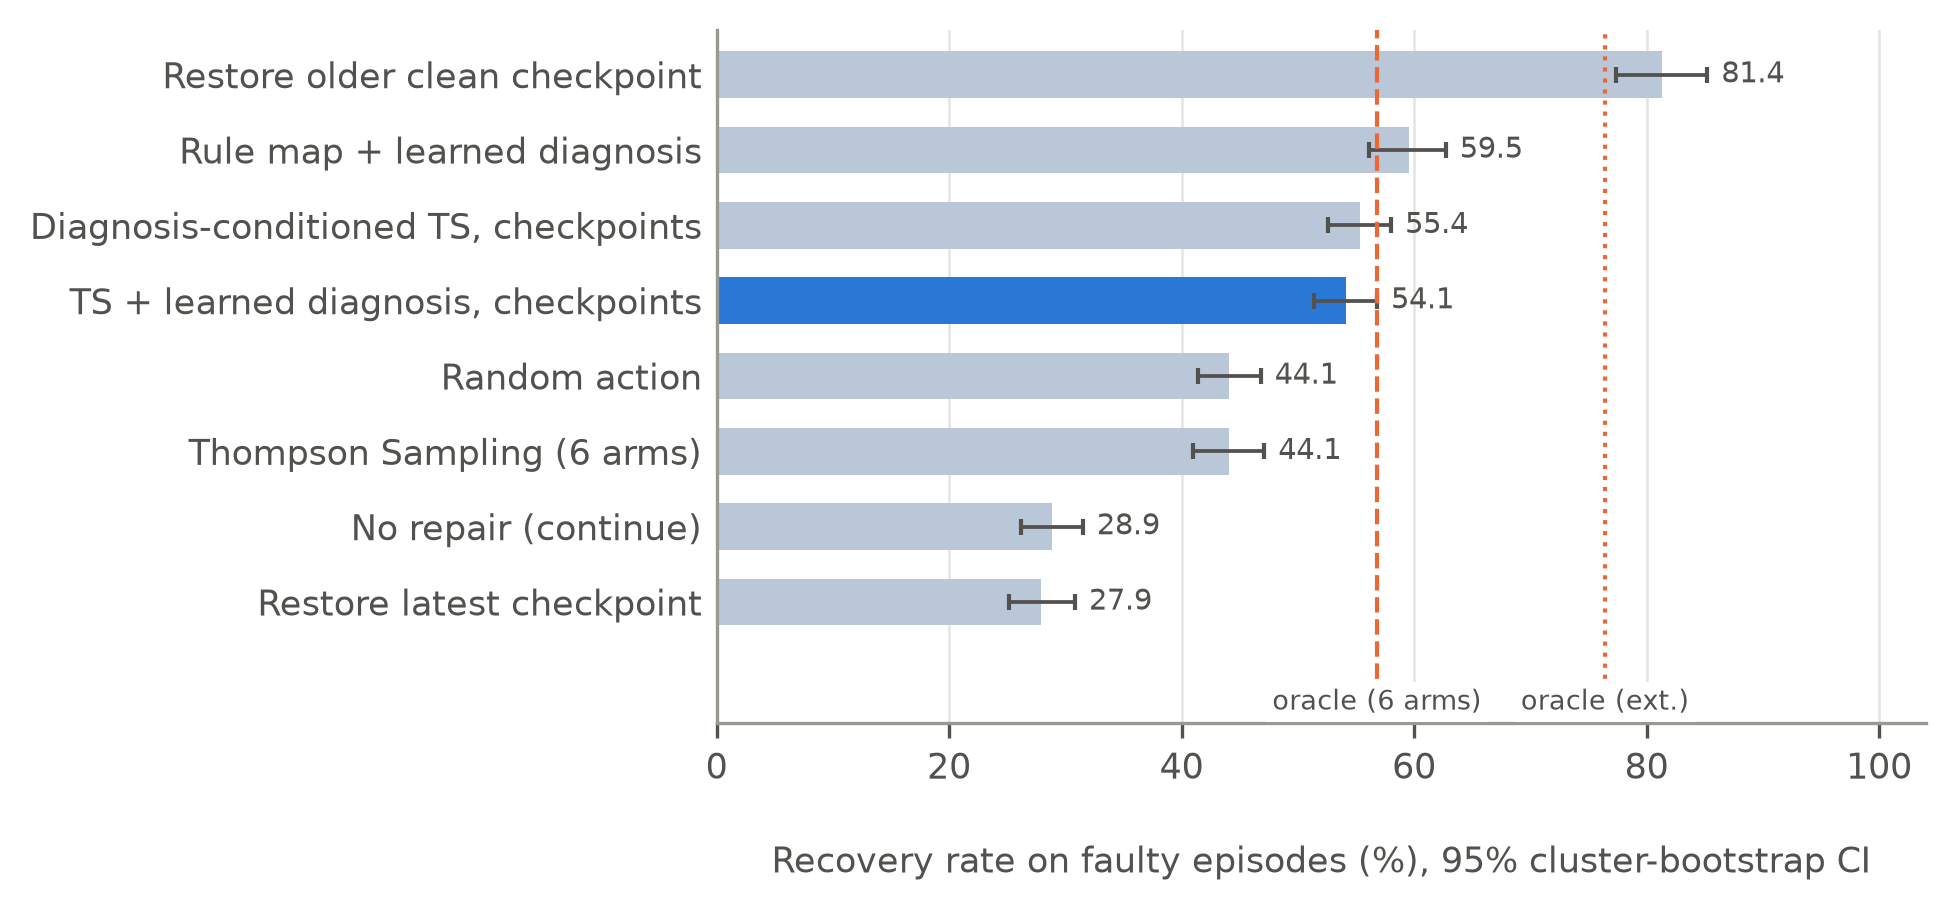 Restore older clean checkpoint 81.4
Rule map + learned diagnosis 59.5
Diagnosis-conditioned TS, checkpoints 55.4
TS + learned diagnosis, checkpoints 54.1
Random action 44.1
Thompson Sampling (6 arms) 44.1
No repair (continue) 28.9
Restore latest checkpoint 27.9
oracle (6 arms) oracle (ext.)
0 20 40 60 80 100
Recovery rate on faulty episodes (%), 95% cluster-bootstrap CI